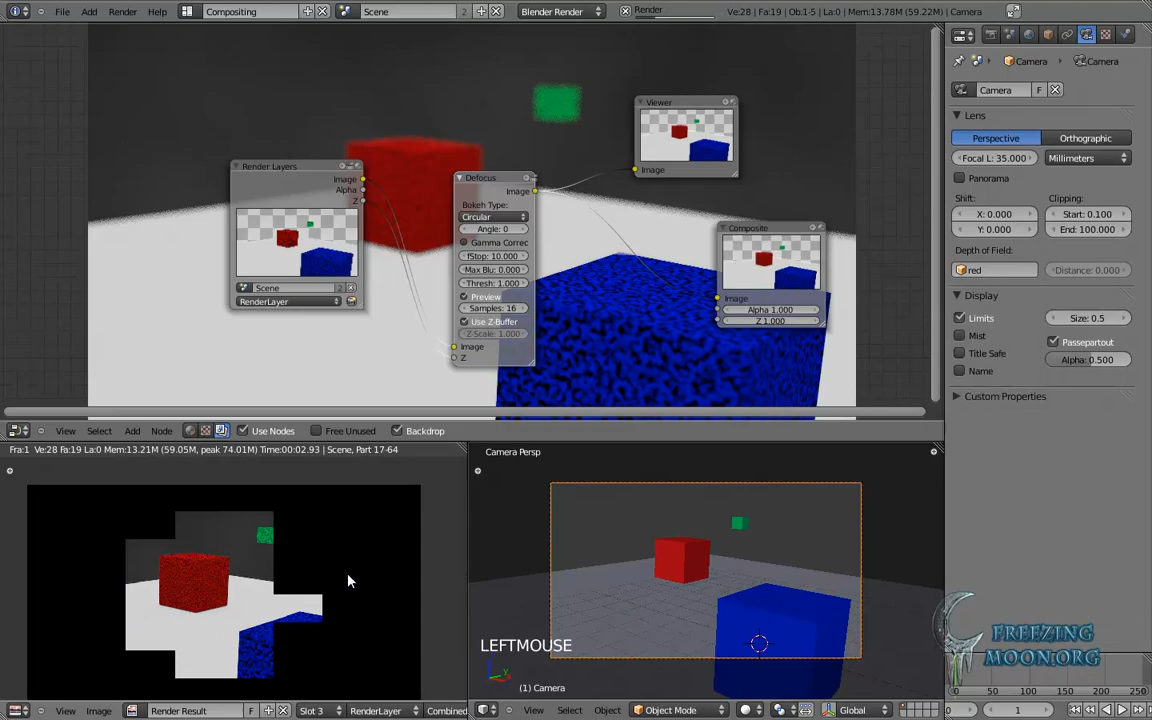 File Add Render Help Compositing Scene 2 Blender Render Render Ve:28 | Fa:19 | Ob:1-5 | La:0 | Mem:13.78M (59.22M) | Camera
Camera Camera
Camera F
Lens
Perspective Orthographic
Focal L: 35.000 Millimeters
Panorama
Shift: Clipping:
X: 0.000 Start: 0.100
Y: 0.000 End: 100.000
Depth of Field:
red Distance: 0.000
Display
Limits Size: 0.5
Mist Passepartout
Title Safe Alpha: 0.500
Name
Custom Properties
Viewer
Image
Render Layers
Image
Alpha
Z
Scene 2
RenderLayer
Defocus
Image
Bokeh Type:
Circular
Angle: 0
Gamma Correc
fStop: 10.000
Max Blu: 0.000
Thresh: 1.000
Preview
Samples: 16
Use Z-Buffer
Z-Scale: 1.000
Image
Z
Composite
Image
Alpha 1.000
Z 1.000
View Select Add Node Use Nodes Free Unused Backdrop
Fra:1 Ve:28 Fa:19 La:0 Mem:13.21M (59.05M, peak 74.01M) Time:00:02.93 | Scene, Part 17-64
Camera Persp
LEFTMOUSE
z y
(1) Camera
FREEZING
MOON.ORG
View Image Render Result F Slot 3 RenderLayer Combined
View Select Object Object Mode Global
0 50 100 150 200 250
0 1